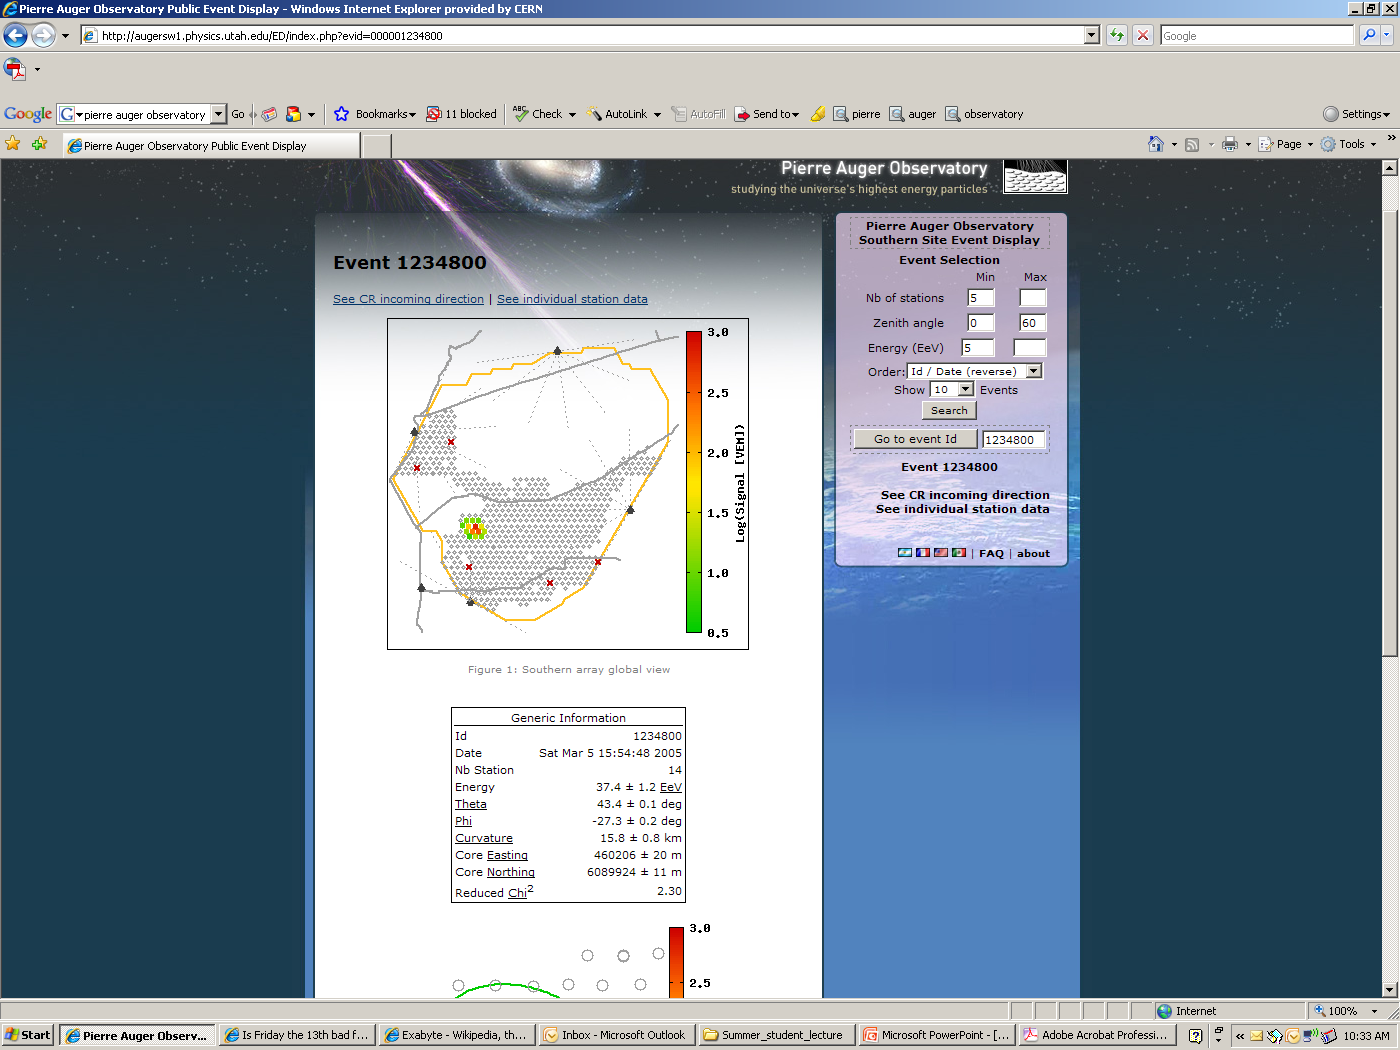 Pierre Auger Observatory Public Event Display - Windows Internet Explorer provided by CERN
http://augersw1.physics.utah.edu/ED/index.php?evid=000001234800
Google
Google
G pierre auger observatory
Go
Bookmarks
11 blocked
ABC
Check
AutoLink
AutoFill
Send to
pierre
auger
observatory
Settings
Pierre Auger Observatory Public Event Display
Page
Tools
Pierre Auger Observatory
studying the universe's highest energy particles
Event 1234800
See CR incoming direction | See individual station data
3.0
2.5
2.0
1.5
1.0
0.5
Log(Signal [VEM])
Figure 1: Southern array global view
Generic Information
Id 1234800
Date Sat Mar 5 15:54:48 2005
Nb Station 14
Energy 37.4 ± 1.2 EeV
Theta 43.4 ± 0.1 deg
Phi -27.3 ± 0.2 deg
Curvature 15.8 ± 0.8 km
Core Easting 460206 ± 20 m
Core Northing 6089924 ± 11 m
Reduced Chi2 2.30
3.0
2.5
Pierre Auger Observatory
Southern Site Event Display
Event Selection
Min Max
Nb of stations 5
Zenith angle 0 60
Energy (EeV) 5
Order: Id / Date (reverse)
Show 10 Events
Search
Go to event Id 1234800
Event 1234800
See CR incoming direction
See individual station data
| FAQ | about
Internet
100%
Start
Pierre Auger Observ...
Is Friday the 13th bad f...
Exabyte - Wikipedia, th...
Inbox - Microsoft Outlook
Summer_student_lecture
Microsoft PowerPoint - [...
Adobe Acrobat Professi...
10:33 AM